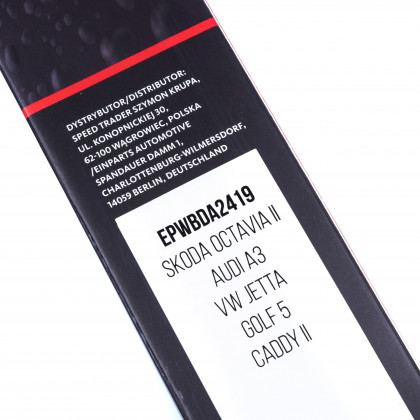 DYSTRYBUTOR/DISTRIBUTOR:
SPEED TRADER SZYMON KRUPA,
UL. KONOPNICKIEJ 30,
62-100 WĄGROWIEC, POLSKA
/EINPARTS AUTOMOTIVE
SPANDAUER DAMM 1,
CHARLOTTENBURG-WILMERSDORF,
14059 BERLIN, DEUTSCHLAND
EPWBDA2419
SKODA OCTAVIA II
AUDI A3
VW JETTA
GOLF 5
CADDY II